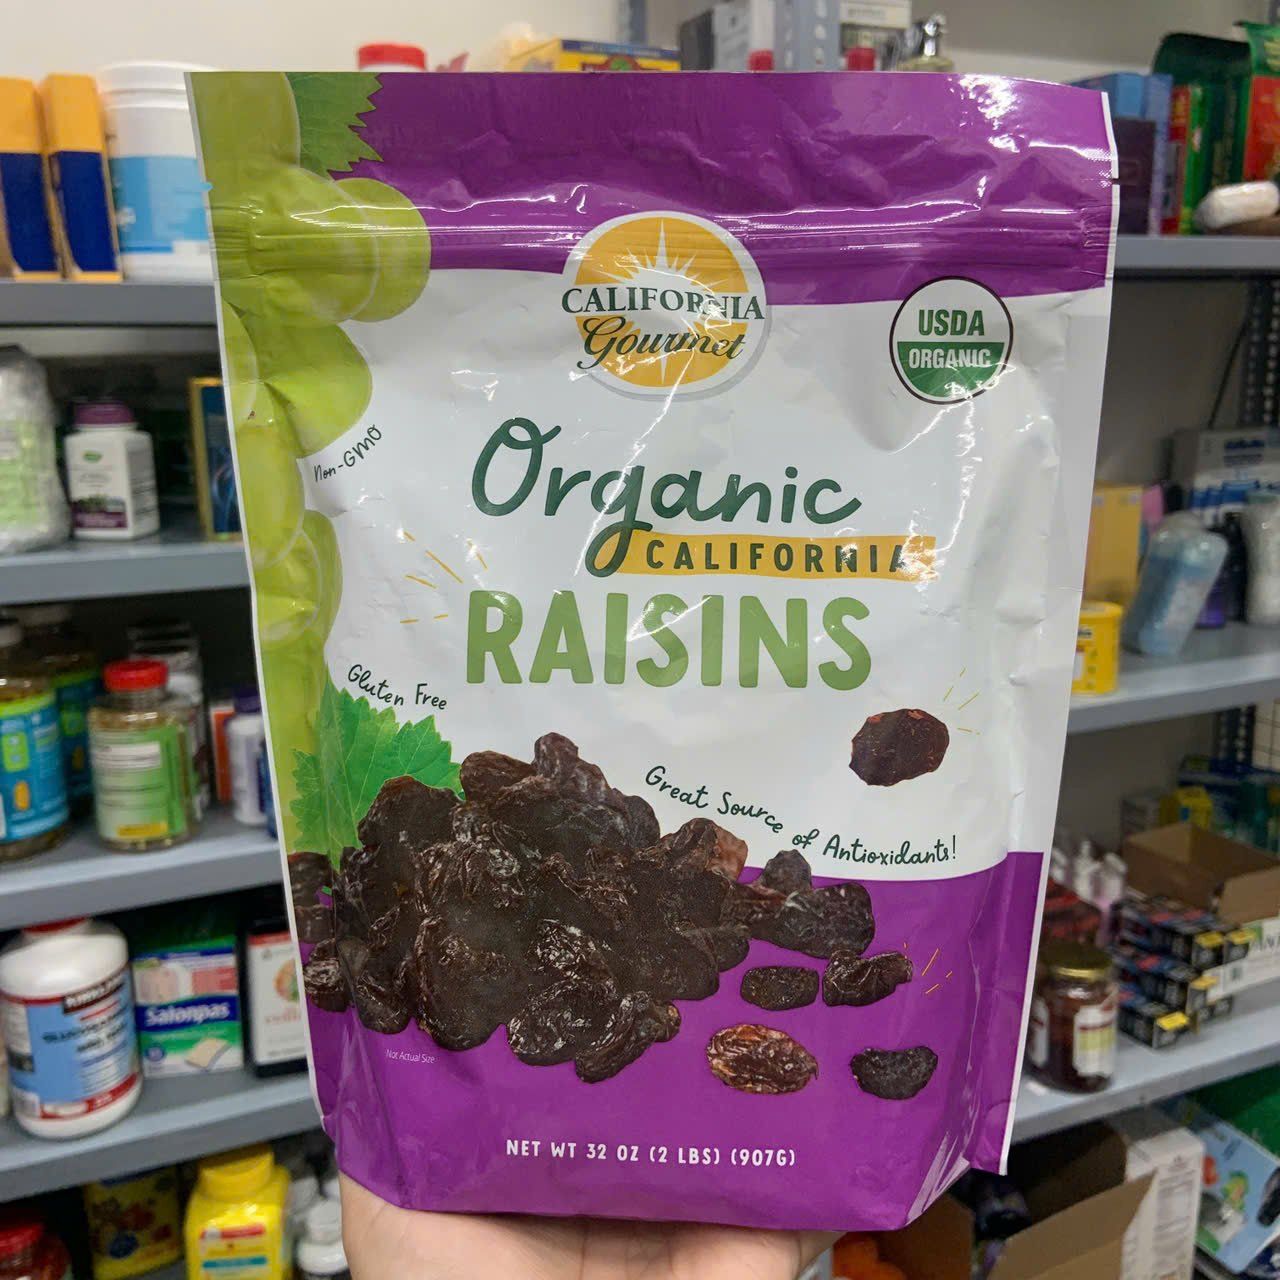 CALIFORNIA
Gourmet
USDA
ORGANIC
Non-GMO
Organic
CALIFORNIA
RAISINS
Gluten Free
Great Source of Antioxidants!
Not Actual Size
NET WT 32 OZ (2 LBS) (907G)
Salonpas